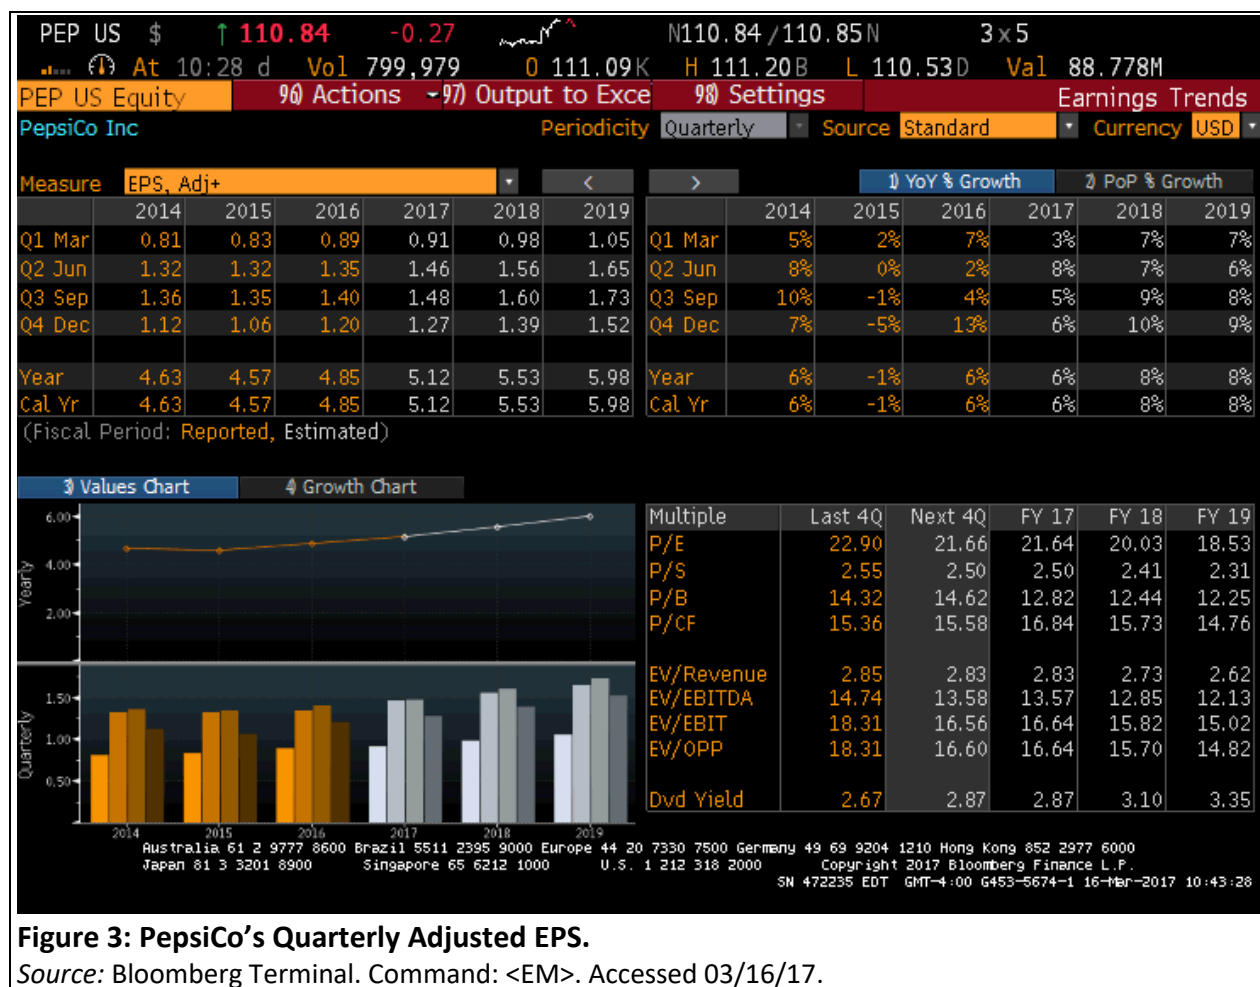 PEP US $ ↑ 110.84 -0.27 N110.84/110.85N 3x5
At 10:28 d Vol 799,979 O 111.09K H 111.20B L 110.53D Val 88.778M
PEP US Equity 96) Actions 97) Output to Exce 98) Settings Earnings Trends
PepsiCo Inc Periodicity Quarterly Source Standard Currency USD
Measure EPS, Adj+ < > 1) YoY % Growth 2) PoP % Growth
2014 2015 2016 2017 2018 2019 2014 2015 2016 2017 2018 2019
Q1 Mar 0.81 0.83 0.89 0.91 0.98 1.05 Q1 Mar 5% 2% 7% 3% 7% 7%
Q2 Jun 1.32 1.32 1.35 1.46 1.56 1.65 Q2 Jun 8% 0% 2% 8% 7% 6%
Q3 Sep 1.36 1.35 1.40 1.48 1.60 1.73 Q3 Sep 10% -1% 4% 5% 9% 8%
Q4 Dec 1.12 1.06 1.20 1.27 1.39 1.52 Q4 Dec 7% -5% 13% 6% 10% 9%
Year 4.63 4.57 4.85 5.12 5.53 5.98 Year 6% -1% 6% 6% 8% 8%
Cal Yr 4.63 4.57 4.85 5.12 5.53 5.98 Cal Yr 6% -1% 6% 6% 8% 8%
(Fiscal Period: Reported, Estimated)
3) Values Chart 4) Growth Chart
6.00
4.00
2.00
Yearly
1.50
1.00
0.50
Quarterly
2014 2015 2016 2017 2018 2019
Multiple Last 4Q Next 4Q FY 17 FY 18 FY 19
P/E 22.90 21.66 21.64 20.03 18.53
P/S 2.55 2.50 2.50 2.41 2.31
P/B 14.32 14.62 12.82 12.44 12.25
P/CF 15.36 15.58 16.84 15.73 14.76
EV/Revenue 2.85 2.83 2.83 2.73 2.62
EV/EBITDA 14.74 13.58 13.57 12.85 12.13
EV/EBIT 18.31 16.56 16.64 15.82 15.02
EV/OPP 18.31 16.60 16.64 15.70 14.82
Dvd Yield 2.67 2.87 2.87 3.10 3.35
Australia 61 2 9777 8600 Brazil 5511 2395 9000 Europe 44 20 7330 7500 Germany 49 69 9204 1210 Hong Kong 852 2977 6000
Japan 81 3 3201 8900 Singapore 65 6212 1000 U.S. 1 212 318 2000 Copyright 2017 Bloomberg Finance L.P.
SN 472235 EDT GMT-4:00 G453-5674-1 16-Mar-2017 10:43:28
Figure 3: PepsiCo’s Quarterly Adjusted EPS.
Source: Bloomberg Terminal. Command: <EM>. Accessed 03/16/17.